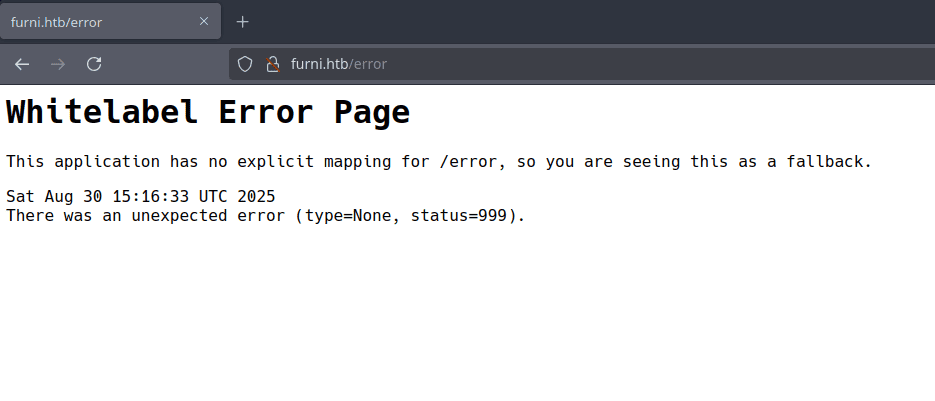 furni.htb/error
furni.htb/error
Whitelabel Error Page
This application has no explicit mapping for /error, so you are seeing this as a fallback.
Sat Aug 30 15:16:33 UTC 2025
There was an unexpected error (type=None, status=999).